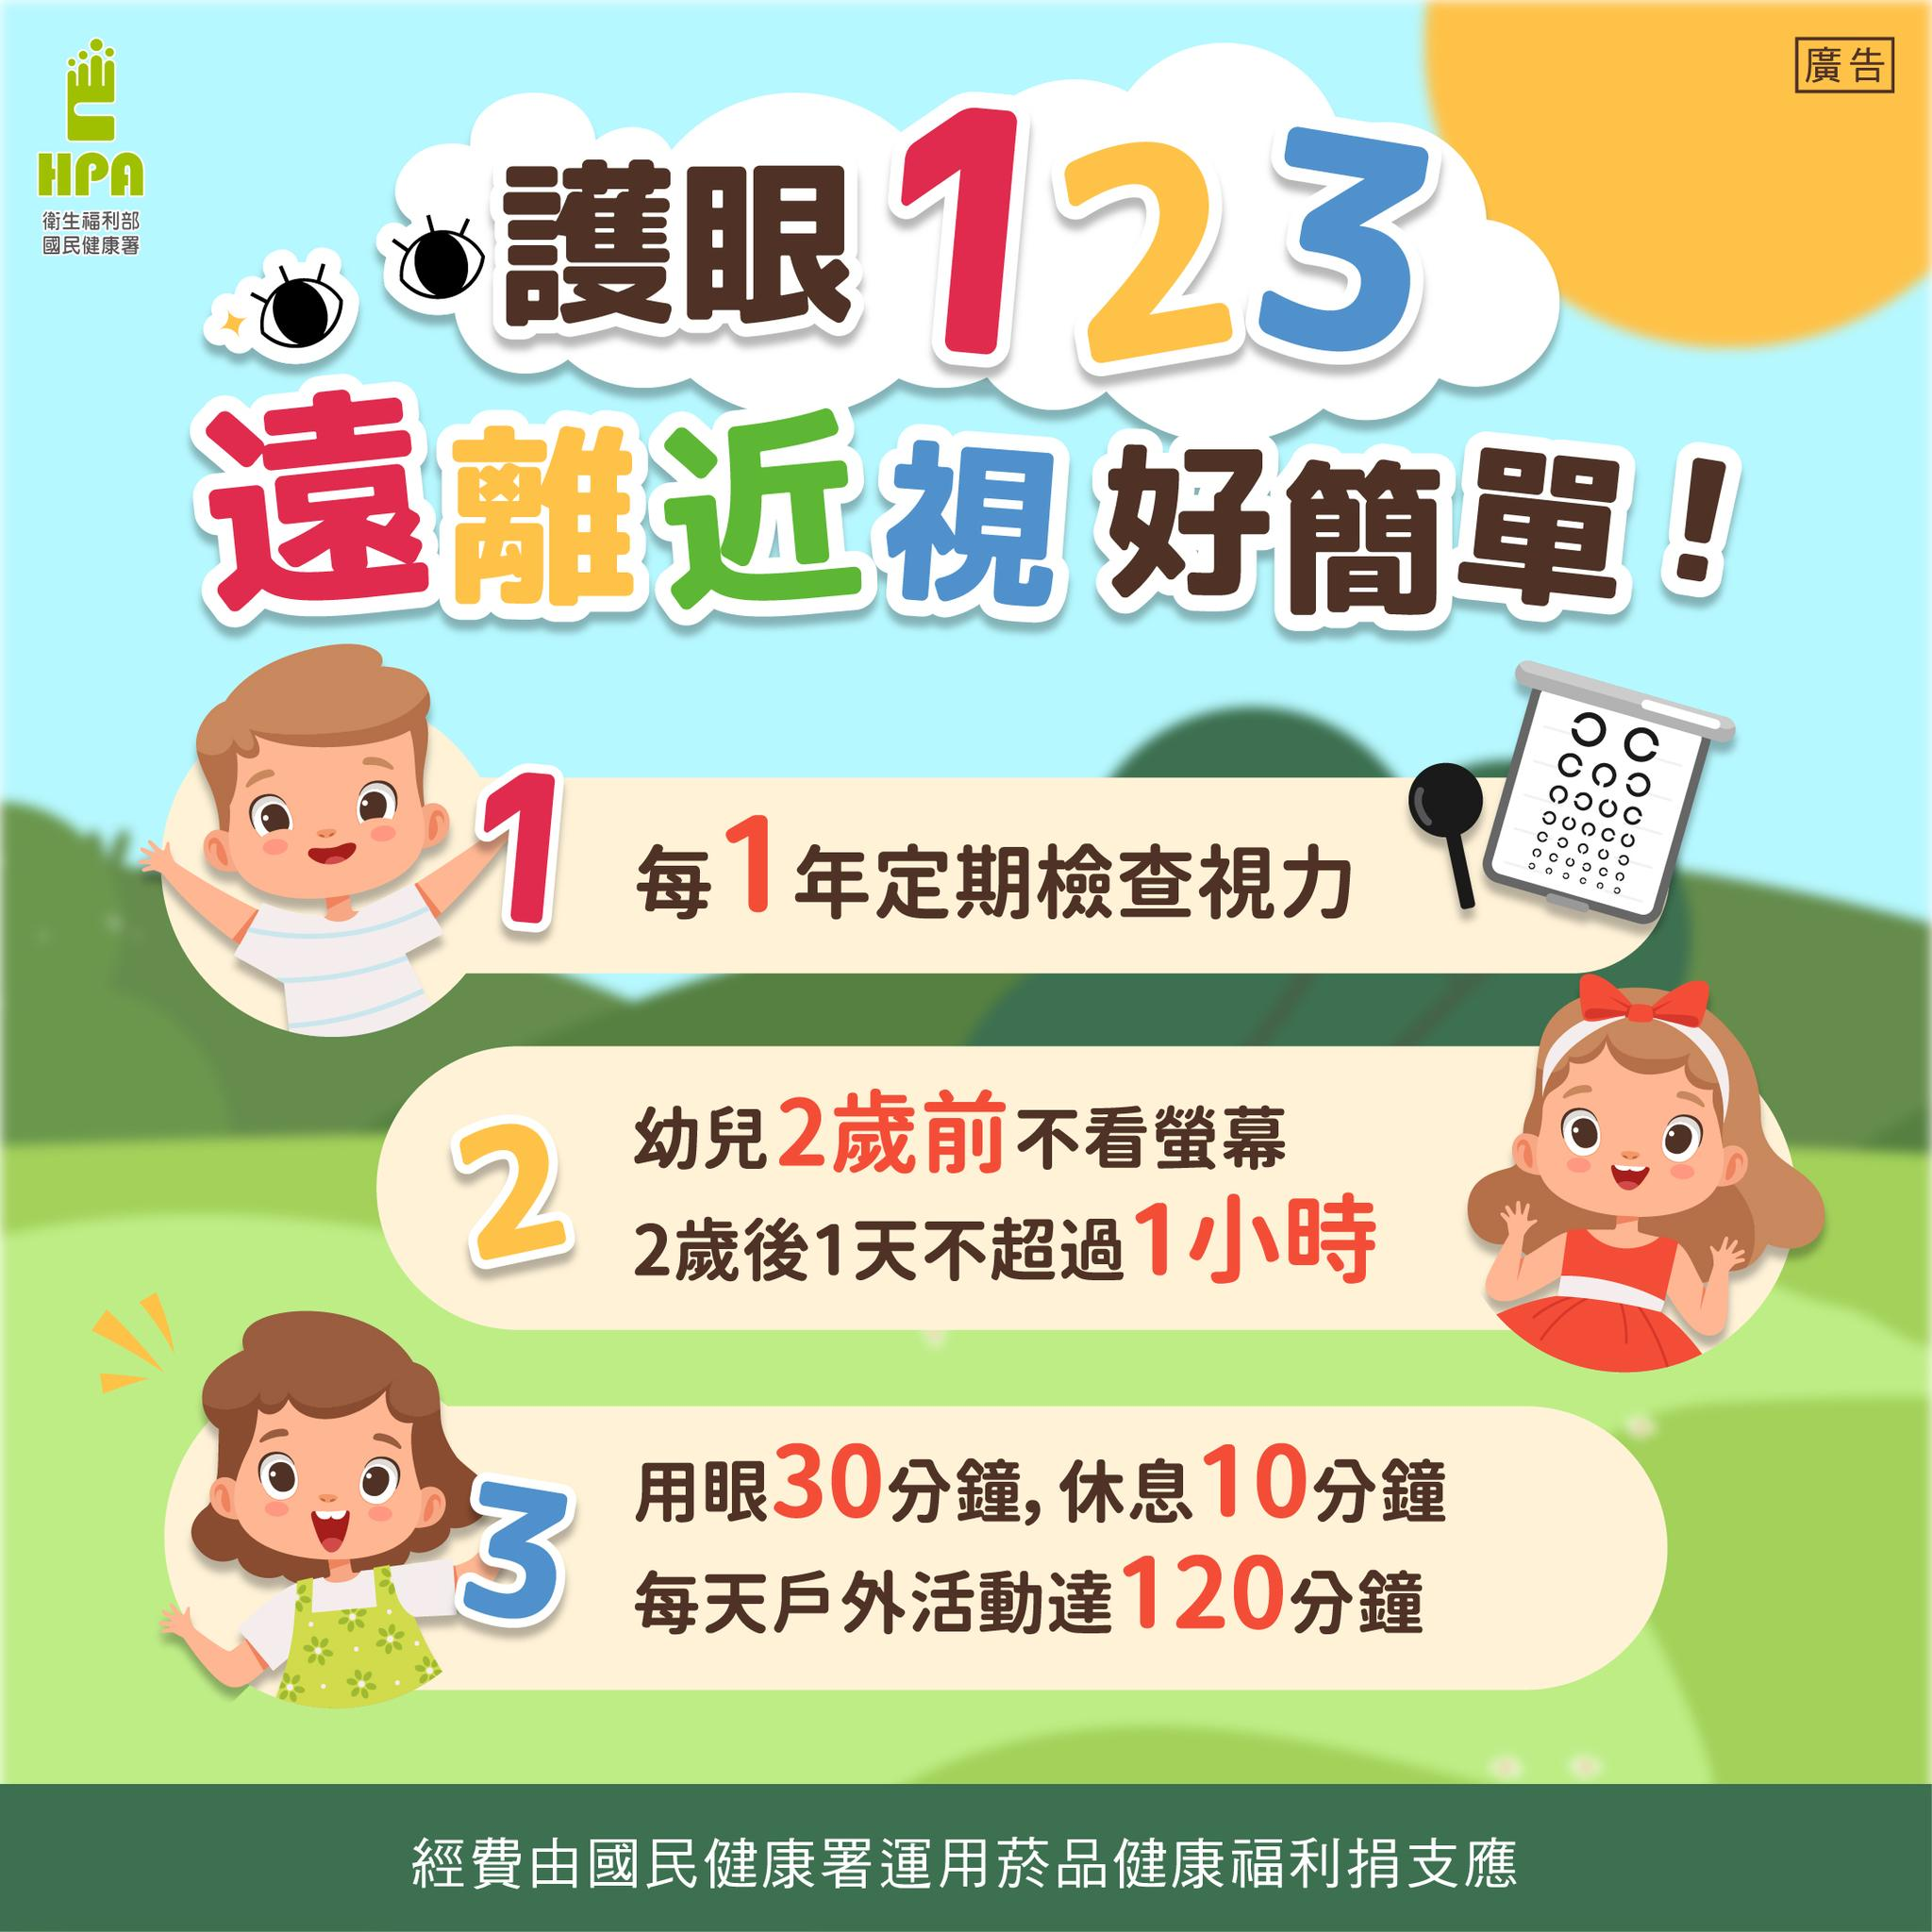 HPA
衛生福利部
國民健康署
廣告
護眼123
遠離近視 好簡單！
1
每1年定期檢查視力
2
幼兒2歲前不看螢幕
2歲後1天不超過1小時
3
用眼30分鐘, 休息10分鐘
每天戶外活動達120分鐘
經費由國民健康署運用菸品健康福利捐支應